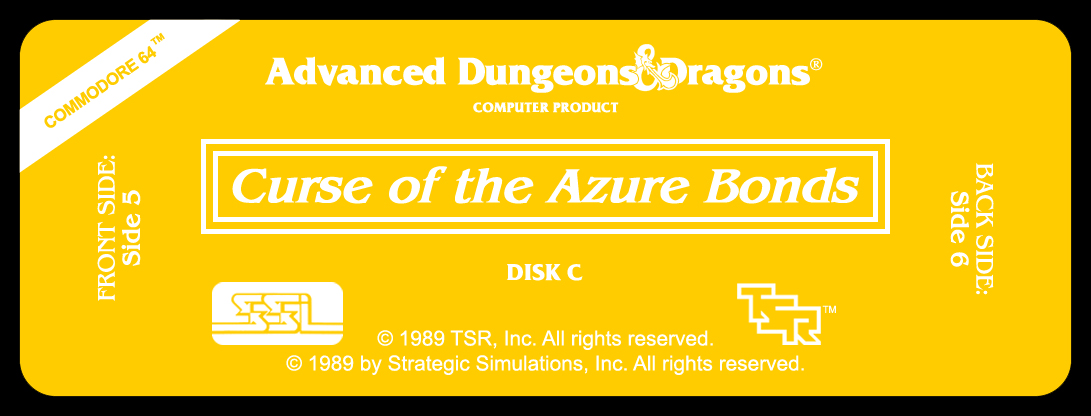 COMMODORE 64™
Advanced Dungeons & Dragons®
COMPUTER PRODUCT
FRONT SIDE:
Side 5
Curse of the Azure Bonds
BACK SIDE:
Side 6
DISK C
SSI
TSR™
© 1989 TSR, Inc. All rights reserved.
© 1989 by Strategic Simulations, Inc. All rights reserved.